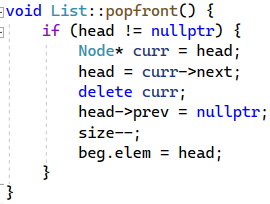 void List::popfront() {
    if (head != nullptr) {
        Node* curr = head;
        head = curr->next;
        delete curr;
        head->prev = nullptr;
        size--;
        beg.elem = head;
    }
}